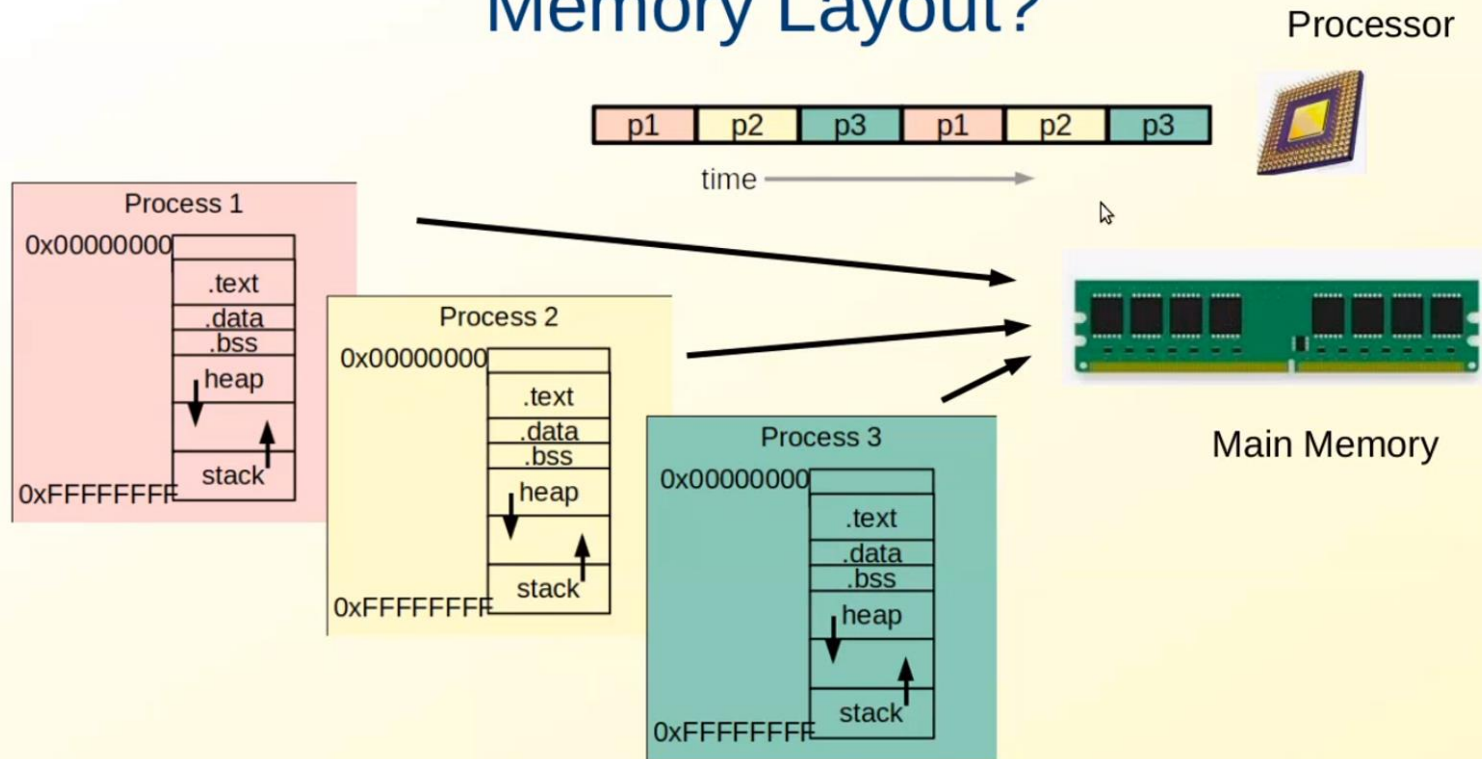 Memory Layout?
Processor
p1 p2 p3 p1 p2 p3
time
Process 1
0x00000000
.text
.data
.bss
heap
stack
0xFFFFFFFF
Process 2
0x00000000
.text
.data
.bss
heap
stack
0xFFFFFFFF
Process 3
0x00000000
.text
.data
.bss
heap
stack
0xFFFFFFFF
Main Memory